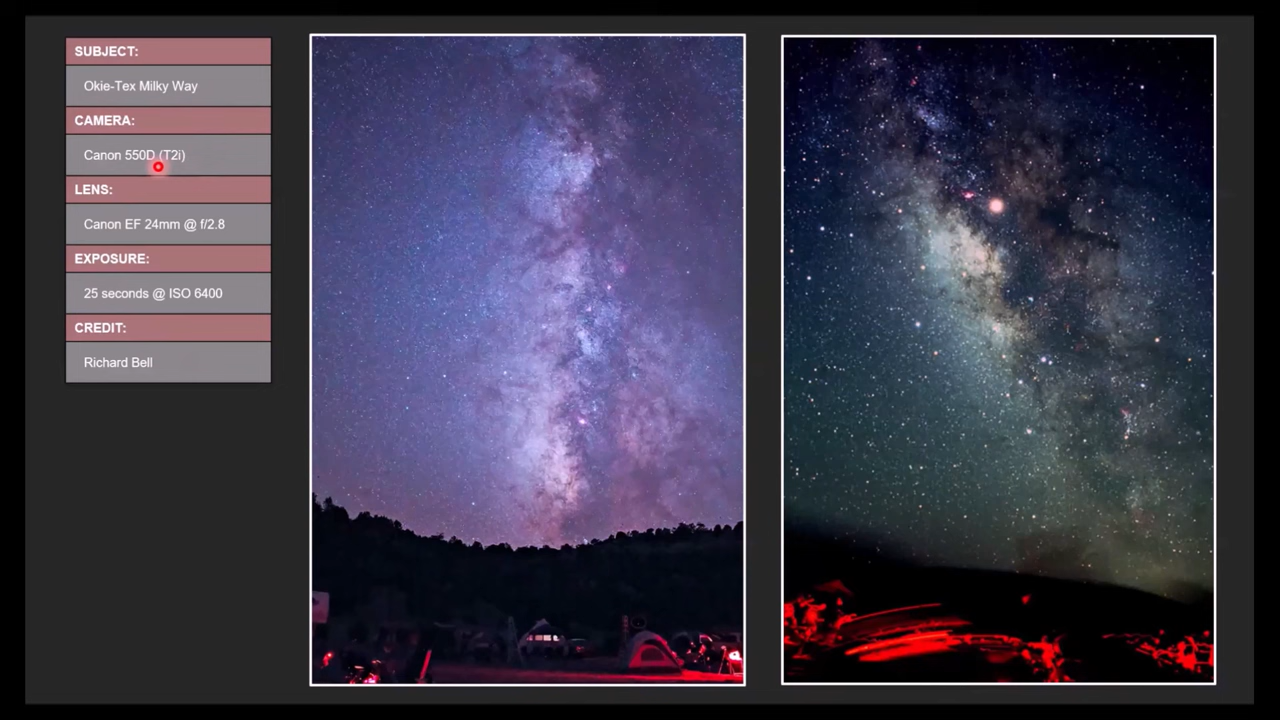 SUBJECT:
Okie-Tex Milky Way
CAMERA:
Canon 550D (T2i)
LENS:
Canon EF 24mm @ f/2.8
EXPOSURE:
25 seconds @ ISO 6400
CREDIT:
Richard Bell